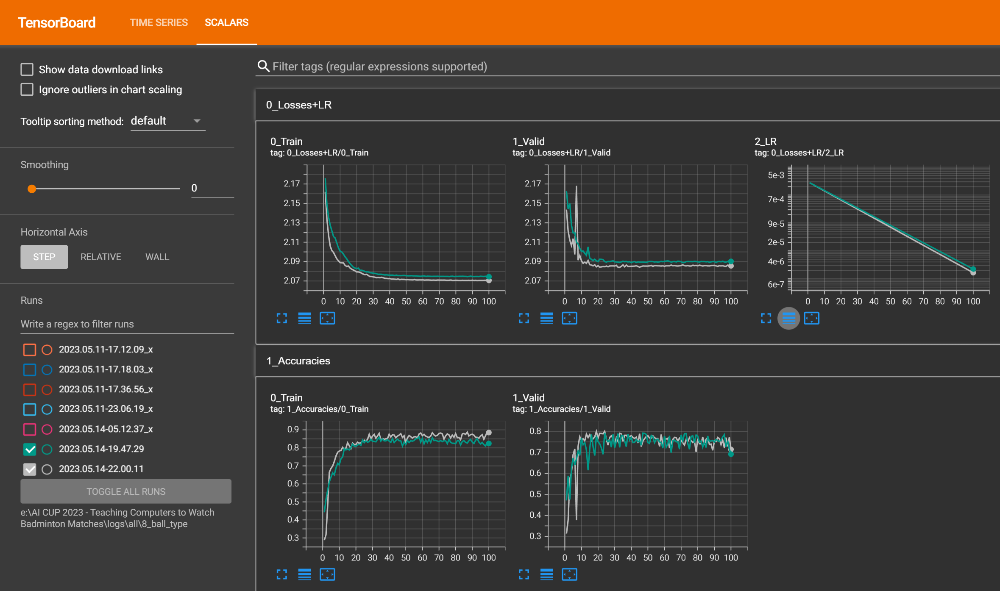 TensorBoard TIME SERIES SCALARS
Show data download links
Ignore outliers in chart scaling
Tooltip sorting method: default
Smoothing
0
Horizontal Axis
STEP RELATIVE WALL
Runs
Write a regex to filter runs
2023.05.11-17.12.09_x
2023.05.11-17.18.03_x
2023.05.11-17.36.56_x
2023.05.11-23.06.19_x
2023.05.14-05.12.37_x
2023.05.14-19.47.29
2023.05.14-22.00.11
TOGGLE ALL RUNS
e:\AI CUP 2023 - Teaching Computers to Watch
Badminton Matches\logs\all\8_ball_type
Filter tags (regular expressions supported)
0_Losses+LR
0_Train
tag: 0_Losses+LR/0_Train
2.17
2.15
2.13
2.11
2.09
2.07
0 10 20 30 40 50 60 70 80 90 100
1_Valid
tag: 0_Losses+LR/1_Valid
2.17
2.15
2.13
2.11
2.09
2.07
0 10 20 30 40 50 60 70 80 90 100
2_LR
tag: 0_Losses+LR/2_LR
5e-3
7e-4
9e-5
2e-5
4e-6
6e-7
0 10 20 30 40 50 60 70 80 90 100
1_Accuracies
0_Train
tag: 1_Accuracies/0_Train
0.9
0.8
0.7
0.6
0.5
0.4
0.3
0 10 20 30 40 50 60 70 80 90 100
1_Valid
tag: 1_Accuracies/1_Valid
0.8
0.7
0.6
0.5
0.4
0.3
0 10 20 30 40 50 60 70 80 90 100